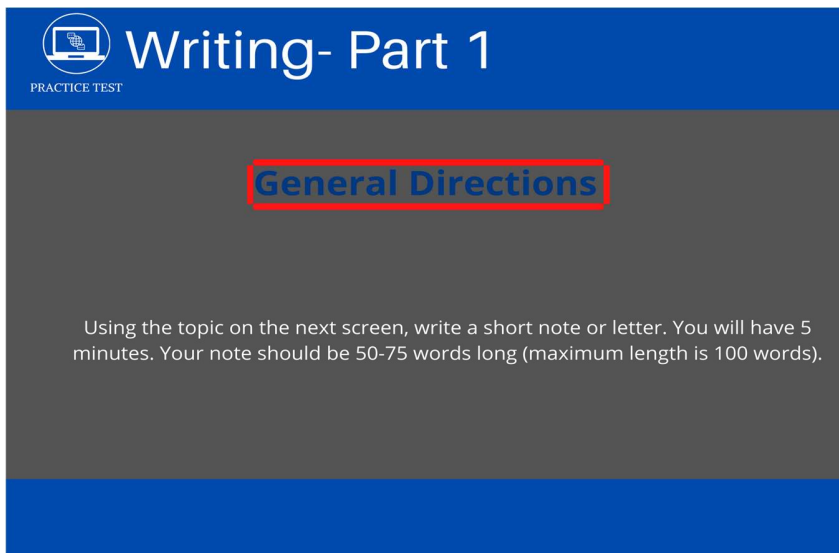 Writing- Part 1
PRACTICE TEST
General Directions
Using the topic on the next screen, write a short note or letter. You will have 5
minutes. Your note should be 50-75 words long (maximum length is 100 words).